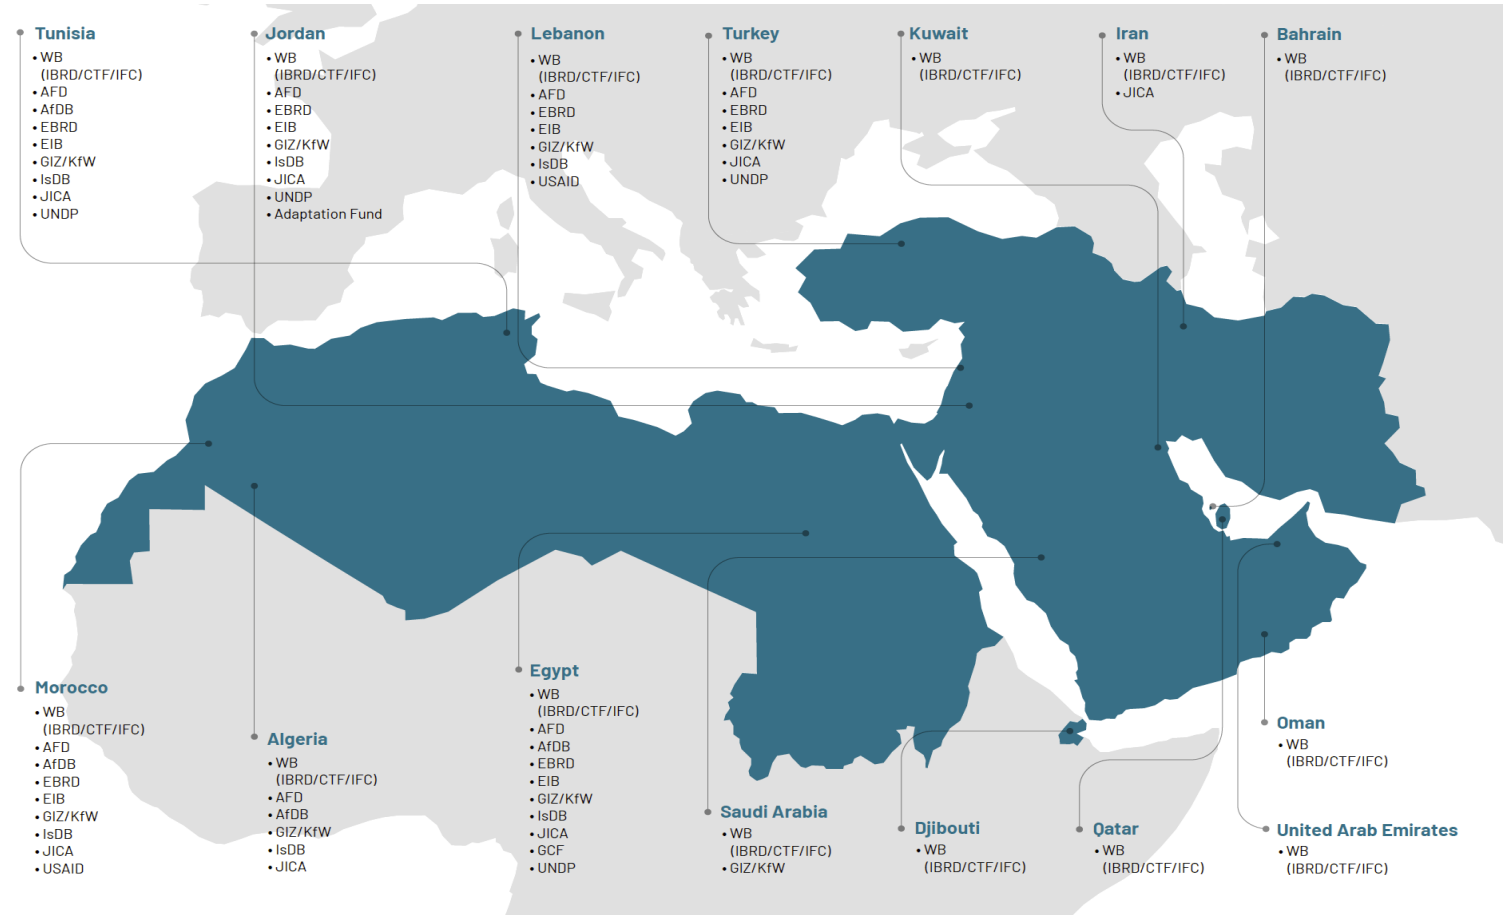 Tunisia
• WB
(IBRD/CTF/IFC)
• AFD
• AfDB
• EBRD
• EIB
• GIZ/KfW
• IsDB
• JICA
• UNDP
Jordan
• WB
(IBRD/CTF/IFC)
• AFD
• EBRD
• EIB
• GIZ/KfW
• IsDB
• JICA
• UNDP
• Adaptation Fund
Lebanon
• WB
(IBRD/CTF/IFC)
• AFD
• EBRD
• EIB
• GIZ/KfW
• IsDB
• USAID
Turkey
• WB
(IBRD/CTF/IFC)
• AFD
• EBRD
• EIB
• GIZ/KfW
• JICA
• UNDP
Kuwait
• WB
(IBRD/CTF/IFC)
Iran
• WB
(IBRD/CTF/IFC)
• JICA
Bahrain
• WB
(IBRD/CTF/IFC)
Morocco
• WB
(IBRD/CTF/IFC)
• AFD
• AfDB
• EBRD
• EIB
• GIZ/KfW
• IsDB
• JICA
• USAID
Algeria
• WB
(IBRD/CTF/IFC)
• AFD
• AfDB
• GIZ/KfW
• IsDB
• JICA
Egypt
• WB
(IBRD/CTF/IFC)
• AFD
• AfDB
• EBRD
• EIB
• GIZ/KfW
• IsDB
• JICA
• GCF
• UNDP
Saudi Arabia
• WB
(IBRD/CTF/IFC)
• GIZ/KfW
Djibouti
• WB
(IBRD/CTF/IFC)
Qatar
• WB
(IBRD/CTF/IFC)
Oman
• WB
(IBRD/CTF/IFC)
United Arab Emirates
• WB
(IBRD/CTF/IFC)